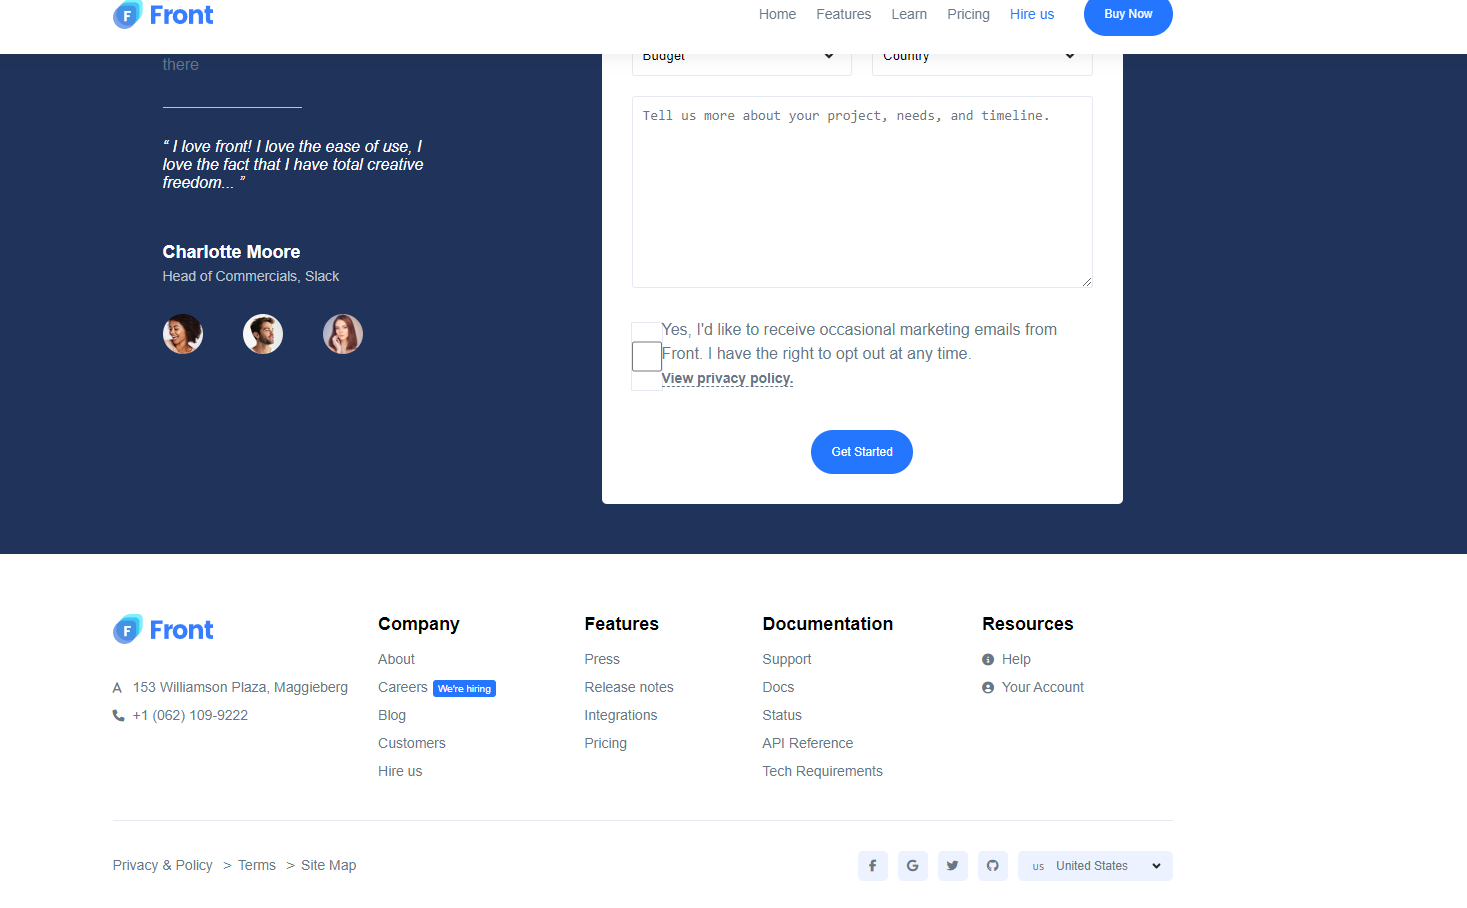 Front
Home Features Learn Pricing Hire us Buy Now
there
“ I love front! I love the ease of use, I
love the fact that I have total creative
freedom... ”
Charlotte Moore
Head of Commercials, Slack
Budget Country
Tell us more about your project, needs, and timeline.
Yes, I'd like to receive occasional marketing emails from
Front. I have the right to opt out at any time.
View privacy policy.
Get Started
Front
153 Williamson Plaza, Maggieberg
+1 (062) 109-9222
Company
About
Careers We're hiring
Blog
Customers
Hire us
Features
Press
Release notes
Integrations
Pricing
Documentation
Support
Docs
Status
API Reference
Tech Requirements
Resources
Help
Your Account
Privacy & Policy > Terms > Site Map
us United States